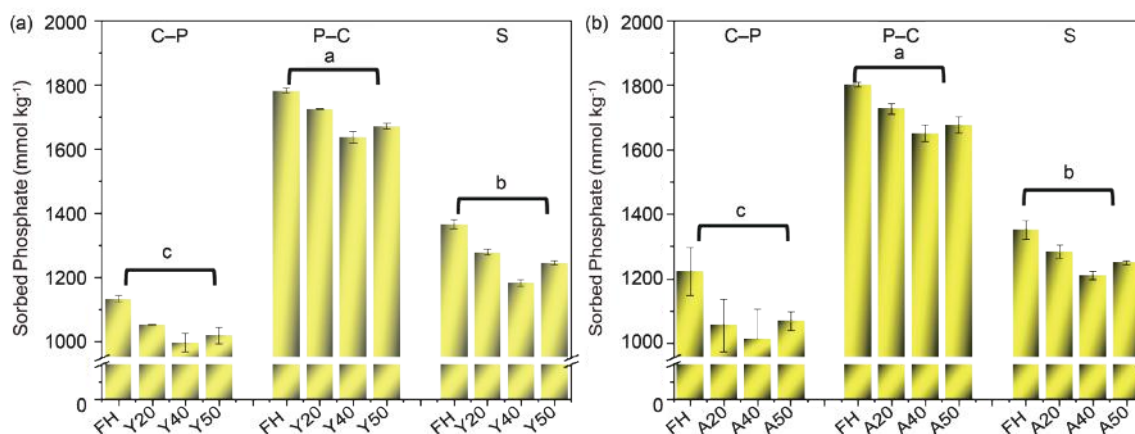 (a)
Sorbed Phosphate (mmol kg⁻¹)
2000
1800
1600
1400
1200
1000
0
C–P
P–C
S
c
a
b
FH
Y20
Y40
Y50
FH
Y20
Y40
Y50
FH
Y20
Y40
Y50
(b)
Sorbed Phosphate (mmol kg⁻¹)
2000
1800
1600
1400
1200
1000
0
C–P
P–C
S
c
a
b
FH
A20
A40
A50
FH
A20
A40
A50
FH
A20
A40
A50